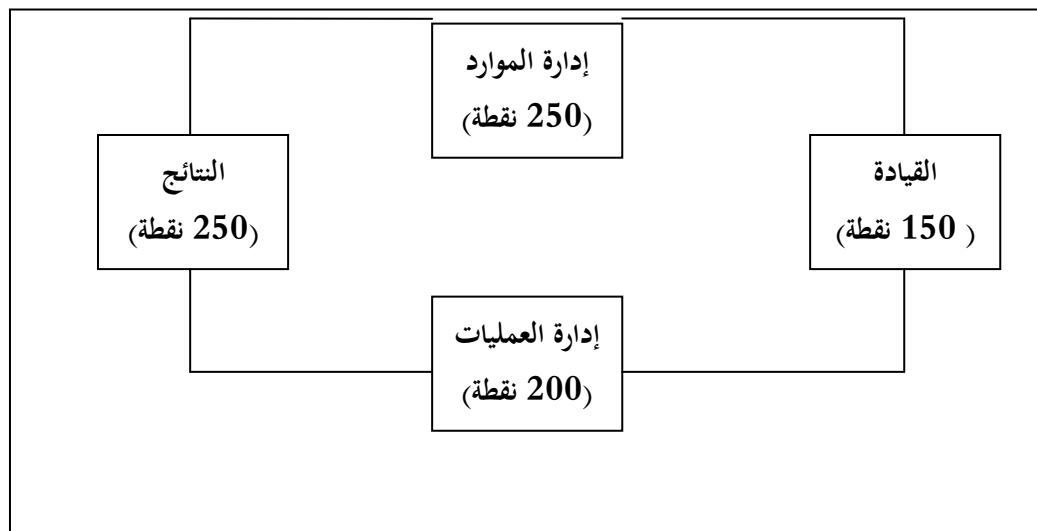 إدارة الموارد
(250 نقطة)
القيادة
( 150 نقطة)
النتائج
(250 نقطة)
إدارة العمليات
(200 نقطة)